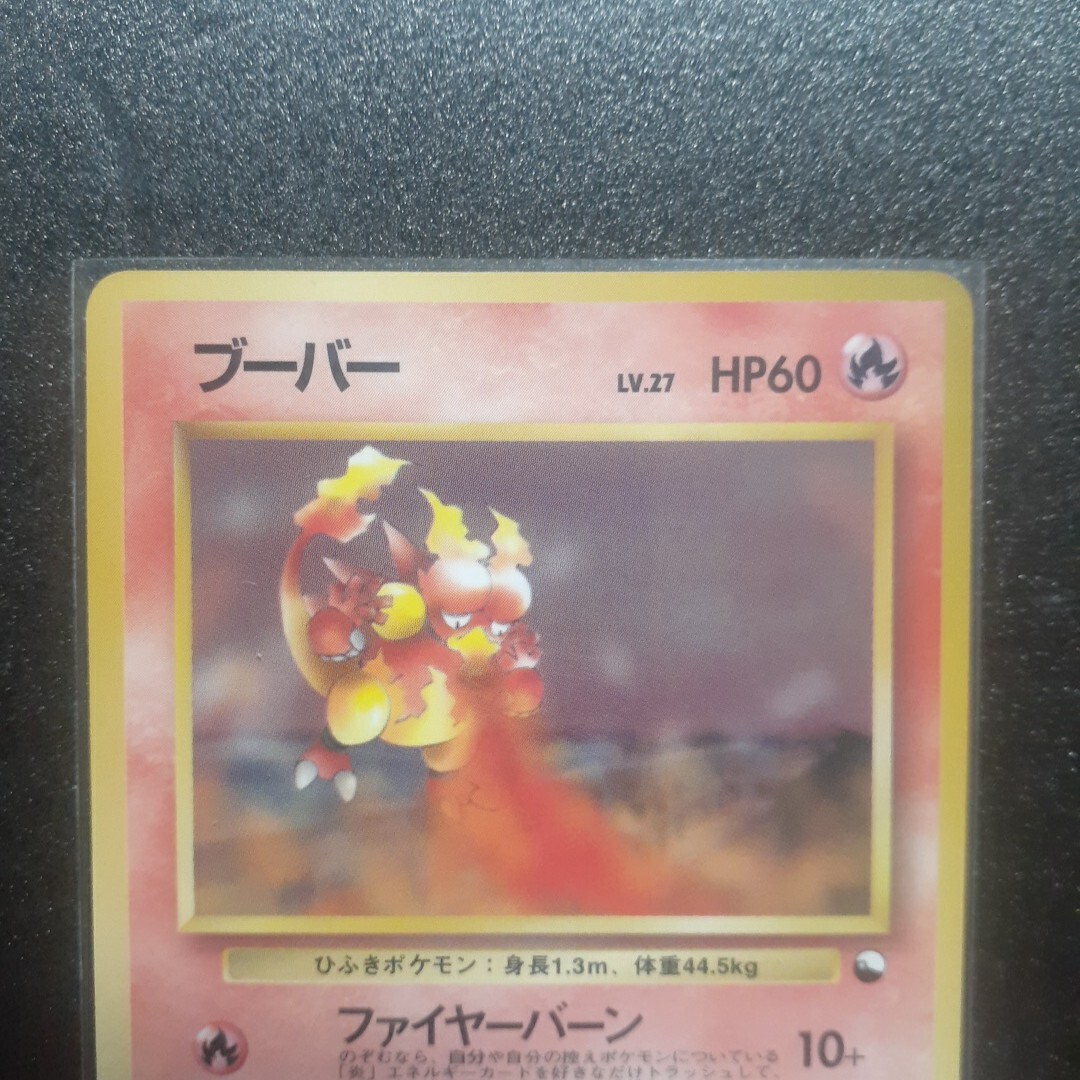 ブーバー LV.27 HP60
ひふきポケモン：身長1.3m、体重44.5kg
ファイヤーバーン 10+
のぞむなら、自分や自分の控えポケモンについている
「炎」エネルギーカードを好きなだけトラッシュして、